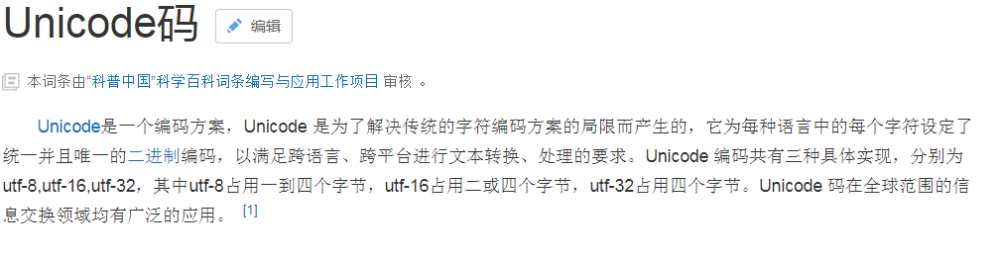 Unicode码 编辑
本词条由“科普中国”科学百科词条编写与应用工作项目 审核 。
Unicode是一个编码方案，Unicode 是为了解决传统的字符编码方案的局限而产生的，它为每种语言中的每个字符设定了
统一并且唯一的二进制编码，以满足跨语言、跨平台进行文本转换、处理的要求。Unicode 编码共有三种具体实现，分别为
utf-8,utf-16,utf-32，其中utf-8占用一到四个字节，utf-16占用二或四个字节，utf-32占用四个字节。Unicode 码在全球范围的信
息交换领域均有广泛的应用。 [1]